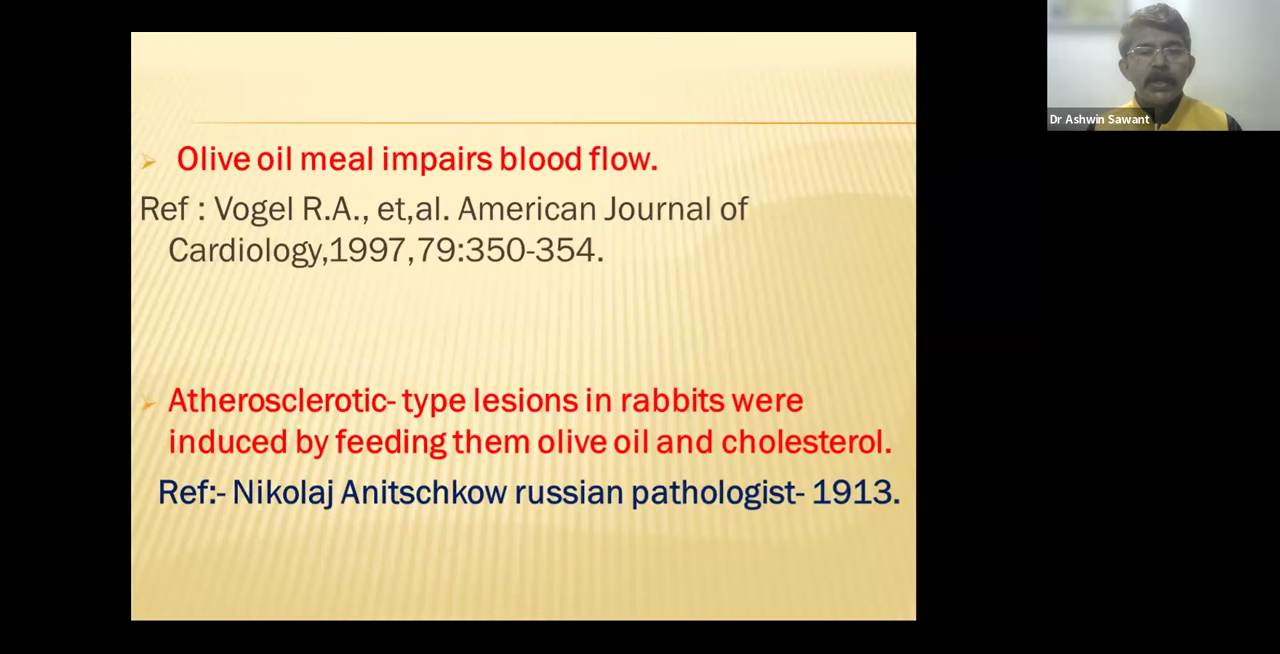 Olive oil meal impairs blood flow.
Ref : Vogel R.A., et,al. American Journal of
Cardiology,1997,79:350-354.
Atherosclerotic- type lesions in rabbits were
induced by feeding them olive oil and cholesterol.
Ref:- Nikolaj Anitschkow russian pathologist- 1913.
Dr Ashwin Sawant